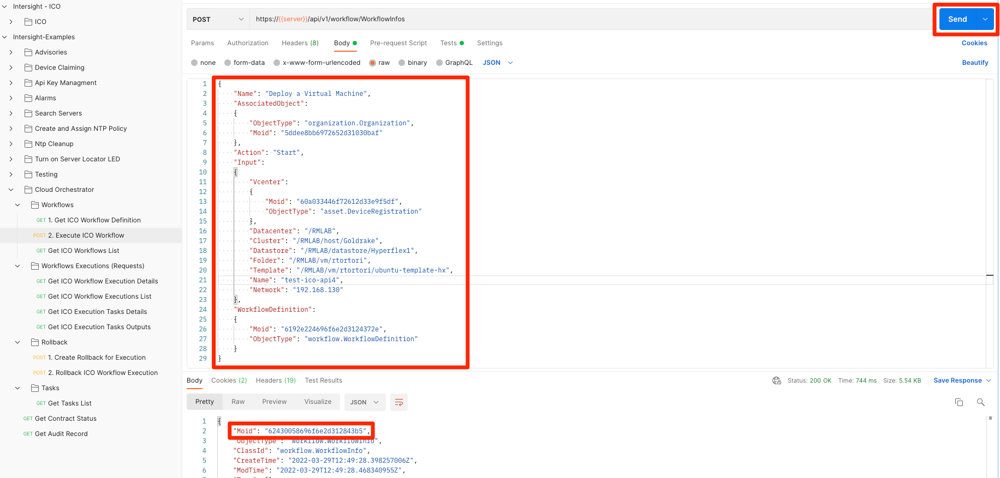 Intersight - ICO
ICO
Intersight-Examples
Advisories
Device Claiming
Api Key Managment
Alarms
Search Servers
Create and Assign NTP Policy
Ntp Cleanup
Turn on Server Locator LED
Testing
Cloud Orchestrator
Workflows
GET 1. Get ICO Workflow Definition
POST 2. Execute ICO Workflow
GET Get ICO Workflows List
Workflows Executions (Requests)
GET Get ICO Workflow Execution Details
GET Get ICO Workflow Executions List
GET Get ICO Execution Tasks Details
GET Get ICO Execution Tasks Outputs
Rollback
POST 1. Create Rollback for Execution
POST 2. Rollback ICO Workflow Execution
Tasks
GET Get Tasks List
GET Get Contract Status
GET Get Audit Record
POST https://{{server}}/api/v1/workflow/WorkflowInfos Send
Params Authorization Headers (8) Body Pre-request Script Tests Settings Cookies
none form-data x-www-form-urlencoded raw binary GraphQL JSON Beautify
1 {
2 "Name": "Deploy a Virtual Machine",
3 "AssociatedObject":
4 {
5 "ObjectType": "organization.Organization",
6 "Moid": "5ddee8bb6972652d31030baf"
7 },
8 "Action": "Start",
9 "Input":
10 {
11 "Vcenter":
12 {
13 "Moid": "60a033446f72612d33e9f5df",
14 "ObjectType": "asset.DeviceRegistration"
15 },
16 "Datacenter": "/RMLAB",
17 "Cluster": "/RMLAB/host/Goldrake",
18 "Datastore": "/RMLAB/datastore/Hyperflex1",
19 "Folder": "/RMLAB/vm/rtortori",
20 "Template": "/RMLAB/vm/rtortori/ubuntu-template-hx",
21 "Name": "test-ico-api4",
22 "Network": "192.168.130"
23 },
24 "WorkflowDefinition":
25 {
26 "Moid": "6192e224696f6e2d3124372e",
27 "ObjectType": "workflow.WorkflowDefinition"
28 }
29 }
Body Cookies (2) Headers (19) Test Results Status: 200 OK Time: 744 ms Size: 5.54 KB Save Response
Pretty Raw Preview Visualize JSON
1 {
2 "Moid": "62430058696f6e2d312843b5",
3 "ObjectType": "workflow.WorkflowInfo",
4 "ClassId": "workflow.WorkflowInfo",
5 "CreateTime": "2022-03-29T12:49:28.398257006Z",
6 "ModTime": "2022-03-29T12:49:28.468340955Z",